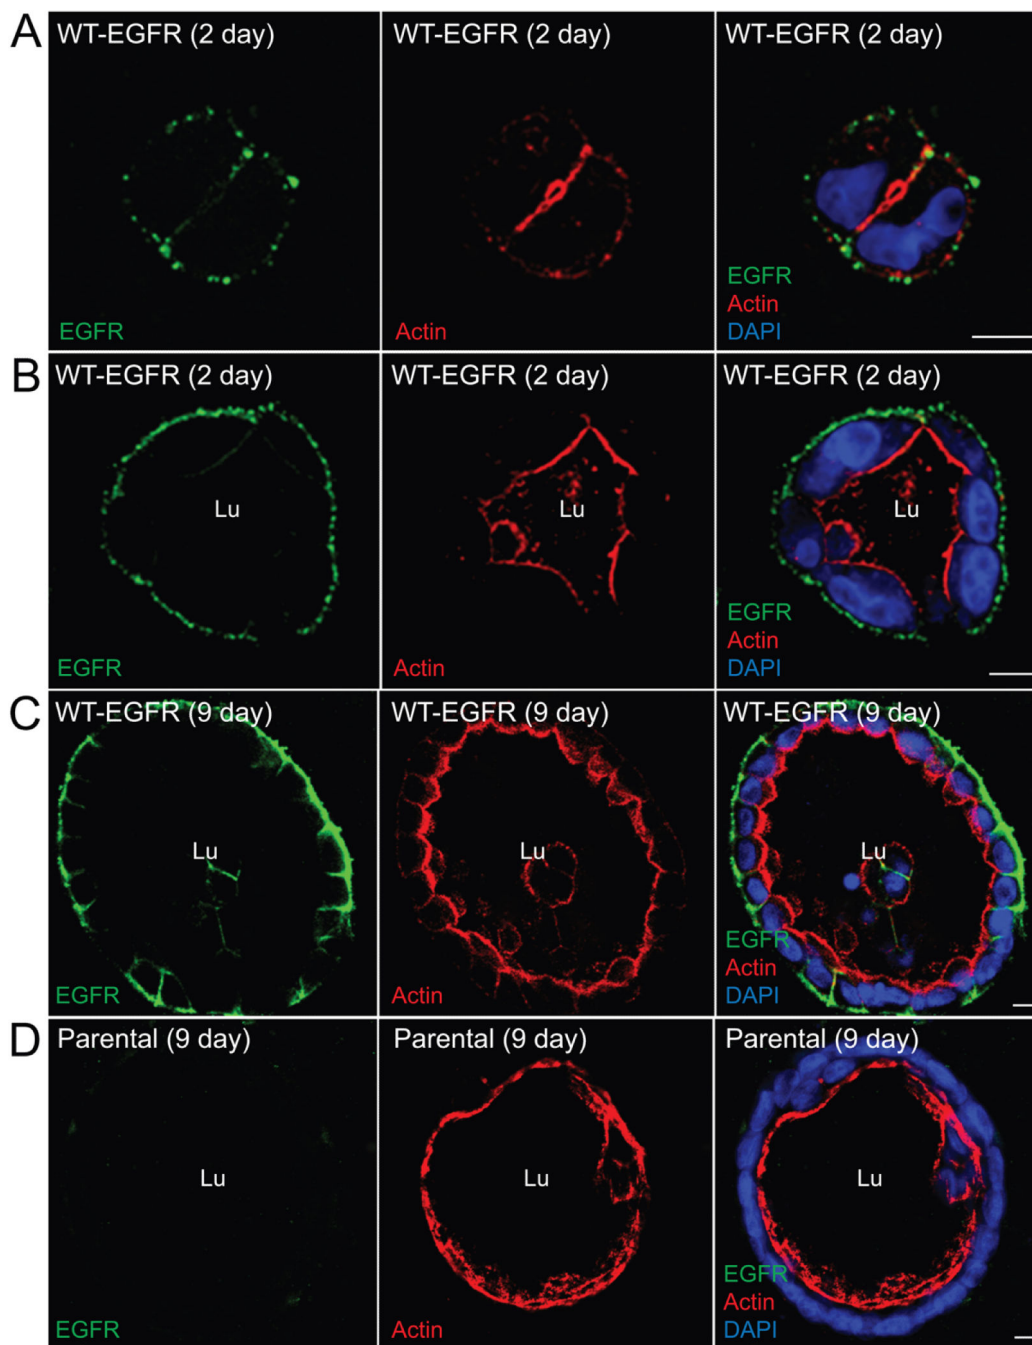 A
WT-EGFR (2 day)
WT-EGFR (2 day)
WT-EGFR (2 day)
EGFR
Actin
EGFR
Actin
DAPI
B
WT-EGFR (2 day)
WT-EGFR (2 day)
WT-EGFR (2 day)
Lu
Lu
Lu
EGFR
Actin
EGFR
Actin
DAPI
C
WT-EGFR (9 day)
WT-EGFR (9 day)
WT-EGFR (9 day)
Lu
Lu
Lu
EGFR
Actin
EGFR
Actin
DAPI
D
Parental (9 day)
Parental (9 day)
Parental (9 day)
Lu
Lu
Lu
EGFR
Actin
EGFR
Actin
DAPI